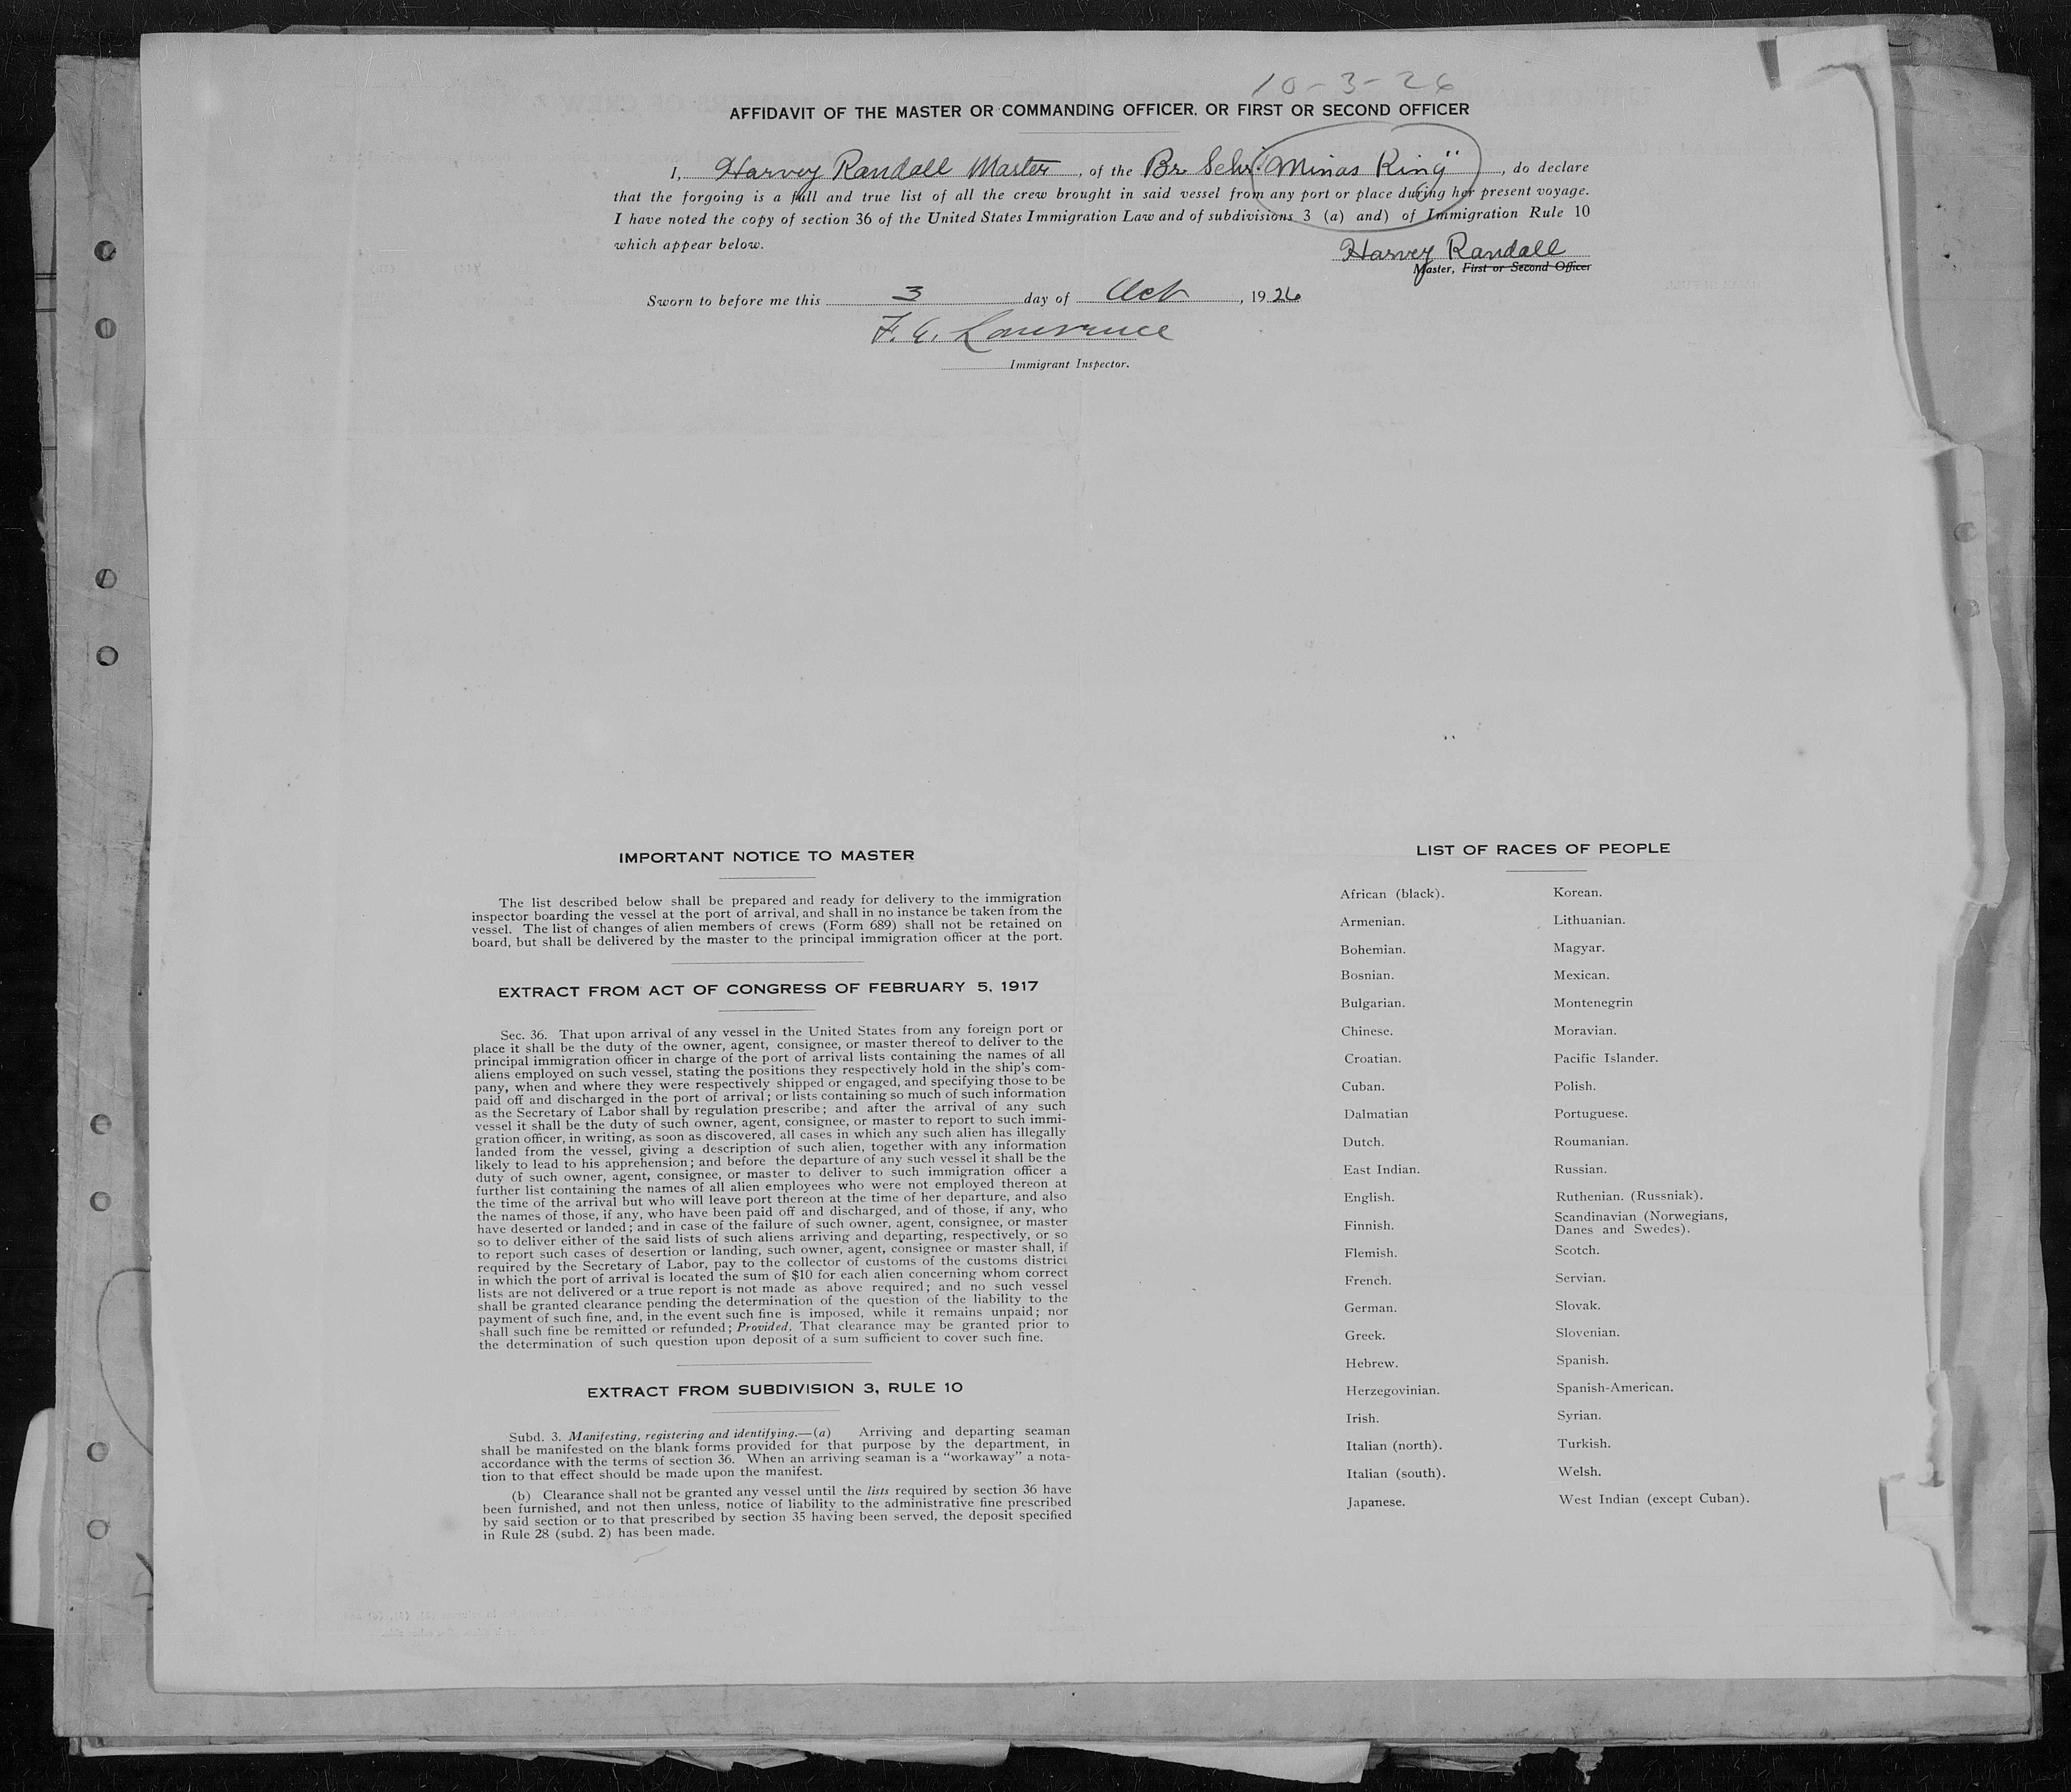 10-3-26
AFFIDAVIT OF THE MASTER OR COMMANDING OFFICER, OR FIRST OR SECOND OFFICER
I, Harvey Randall Master, of the Br. Schr. "Minas King", do declare
that the forgoing is a full and true list of all the crew brought in said vessel from any port or place during her present voyage.
I have noted the copy of section 36 of the United States Immigration Law and of subdivisions 3 (a) and) of Immigration Rule 10
which appear below.
Harvey Randall
Master, First or Second Officer
Sworn to before me this 3 day of Oct, 1926
F. E. Lawrence
Immigrant Inspector.
IMPORTANT NOTICE TO MASTER
The list described below shall be prepared and ready for delivery to the immigration
inspector boarding the vessel at the port of arrival, and shall in no instance be taken from the
vessel. The list of changes of alien members of crews (Form 689) shall not be retained on
board, but shall be delivered by the master to the principal immigration officer at the port.
EXTRACT FROM ACT OF CONGRESS OF FEBRUARY 5, 1917
Sec. 36. That upon arrival of any vessel in the United States from any foreign port or
place it shall be the duty of the owner, agent, consignee, or master thereof to deliver to the
principal immigration officer in charge of the port of arrival lists containing the names of all
aliens employed on such vessel, stating the positions they respectively hold in the ship's com-
pany, when and where they were respectively shipped or engaged, and specifying those to be
paid off and discharged in the port of arrival; or lists containing so much of such information
as the Secretary of Labor shall by regulation prescribe; and after the arrival of any such
vessel it shall be the duty of such owner, agent, consignee, or master to report to such immi-
gration officer, in writing, as soon as discovered, all cases in which any such alien has illegally
landed from the vessel, giving a description of such alien, together with any information
likely to lead to his apprehension; and before the departure of any such vessel it shall be the
duty of such owner, agent, consignee, or master to deliver to such immigration officer a
further list containing the names of all alien employees who were not employed thereon at
the time of the arrival but who will leave port thereon at the time of her departure, and also
the names of those, if any, who have been paid off and discharged, and of those, if any, who
have deserted or landed; and in case of the failure of such owner, agent, consignee, or master
so to deliver either of the said lists of such aliens arriving and departing, respectively, or so
to report such cases of desertion or landing, such owner, agent, consignee or master shall, if
required by the Secretary of Labor, pay to the collector of customs of the customs district
in which the port of arrival is located the sum of $10 for each alien concerning whom correct
lists are not delivered or a true report is not made as above required; and no such vessel
shall be granted clearance pending the determination of the question of the liability to the
payment of such fine, and, in the event such fine is imposed, while it remains unpaid; nor
shall such fine be remitted or refunded; Provided, That clearance may be granted prior to
the determination of such question upon deposit of a sum sufficient to cover such fine.
EXTRACT FROM SUBDIVISION 3, RULE 10
Subd. 3. Manifesting, registering and identifying.—(a) Arriving and departing seaman
shall be manifested on the blank forms provided for that purpose by the department, in
accordance with the terms of section 36. When an arriving seaman is a "workaway" a nota-
tion to that effect should be made upon the manifest.
(b) Clearance shall not be granted any vessel until the lists required by section 36 have
been furnished, and not then unless, notice of liability to the administrative fine prescribed
by said section or to that prescribed by section 35 having been served, the deposit specified
in Rule 28 (subd. 2) has been made.
LIST OF RACES OF PEOPLE
African (black).
Armenian.
Bohemian.
Bosnian.
Bulgarian.
Chinese.
Croatian.
Cuban.
Dalmatian
Dutch.
East Indian.
English.
Finnish.
Flemish.
French.
German.
Greek.
Hebrew.
Herzegovinian.
Irish.
Italian (north).
Italian (south).
Japanese.
Korean.
Lithuanian.
Magyar.
Mexican.
Montenegrin
Moravian.
Pacific Islander.
Polish.
Portuguese.
Roumanian.
Russian.
Ruthenian. (Russniak).
Scandinavian (Norwegians,
Danes and Swedes).
Scotch.
Servian.
Slovak.
Slovenian.
Spanish.
Spanish-American.
Syrian.
Turkish.
Welsh.
West Indian (except Cuban).